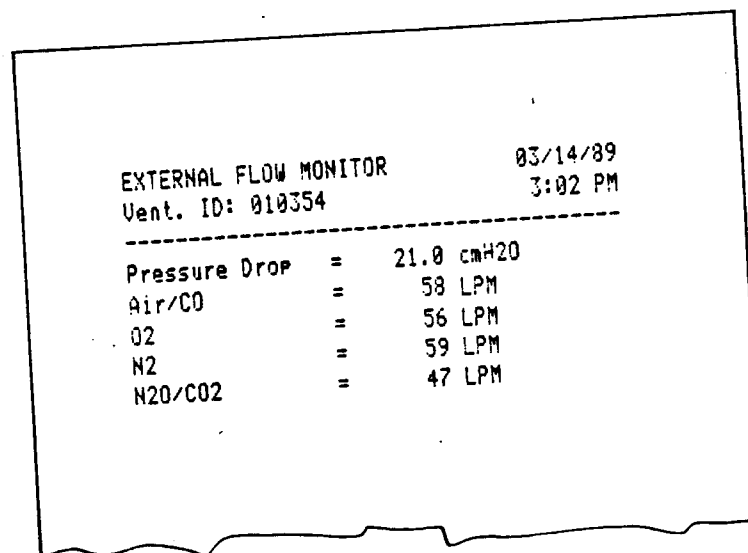 EXTERNAL FLOW MONITOR 03/14/89
Vent. ID: 010354 3:02 PM
------------------------------------------
Pressure Drop = 21.0 cmH2O
Air/CO = 58 LPM
O2 = 56 LPM
N2 = 59 LPM
N2O/CO2 = 47 LPM